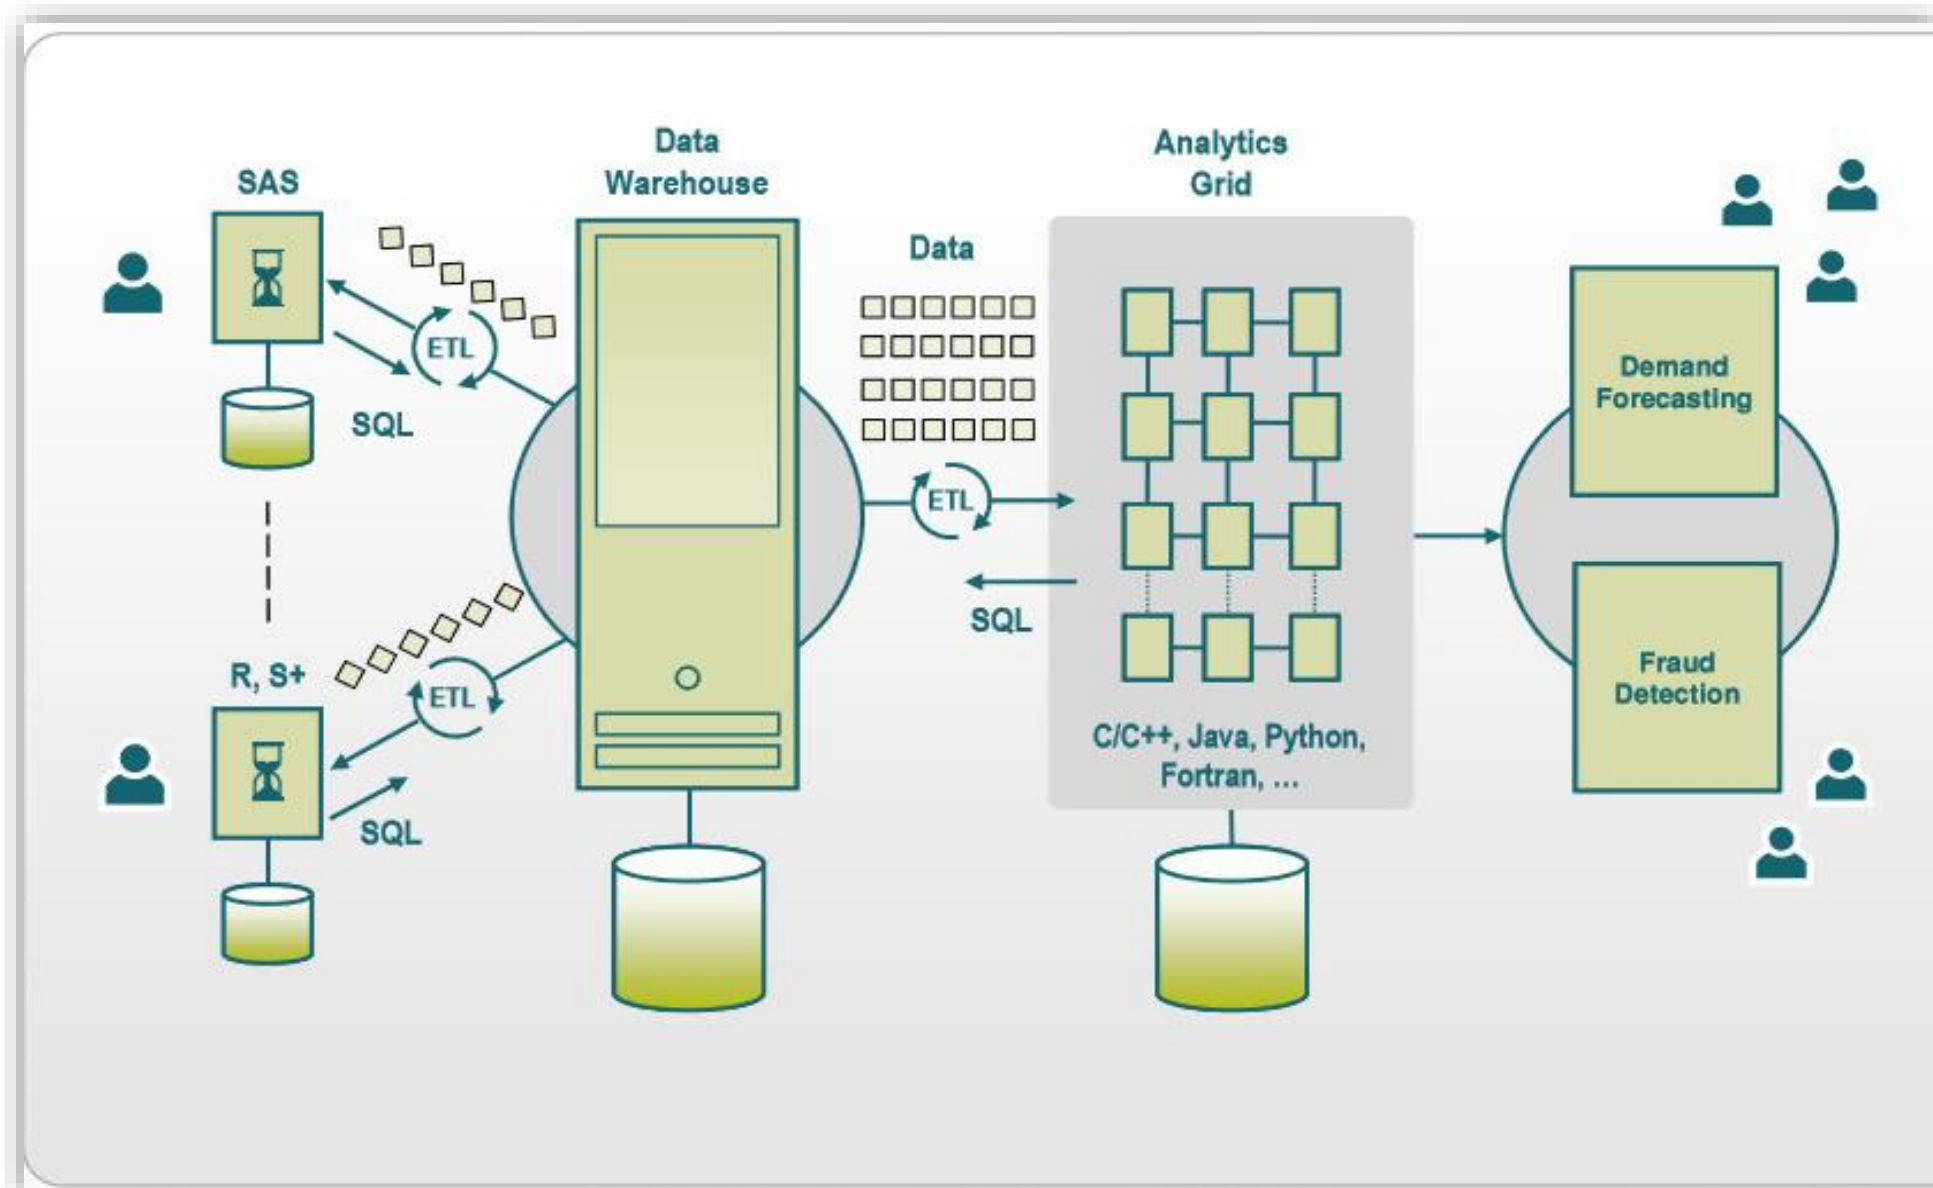 SAS
Data
Warehouse
Analytics
Grid
Data
ETL
SQL
ETL
SQL
R, S+
ETL
SQL
C/C++, Java, Python,
Fortran, ...
Demand
Forecasting
Fraud
Detection